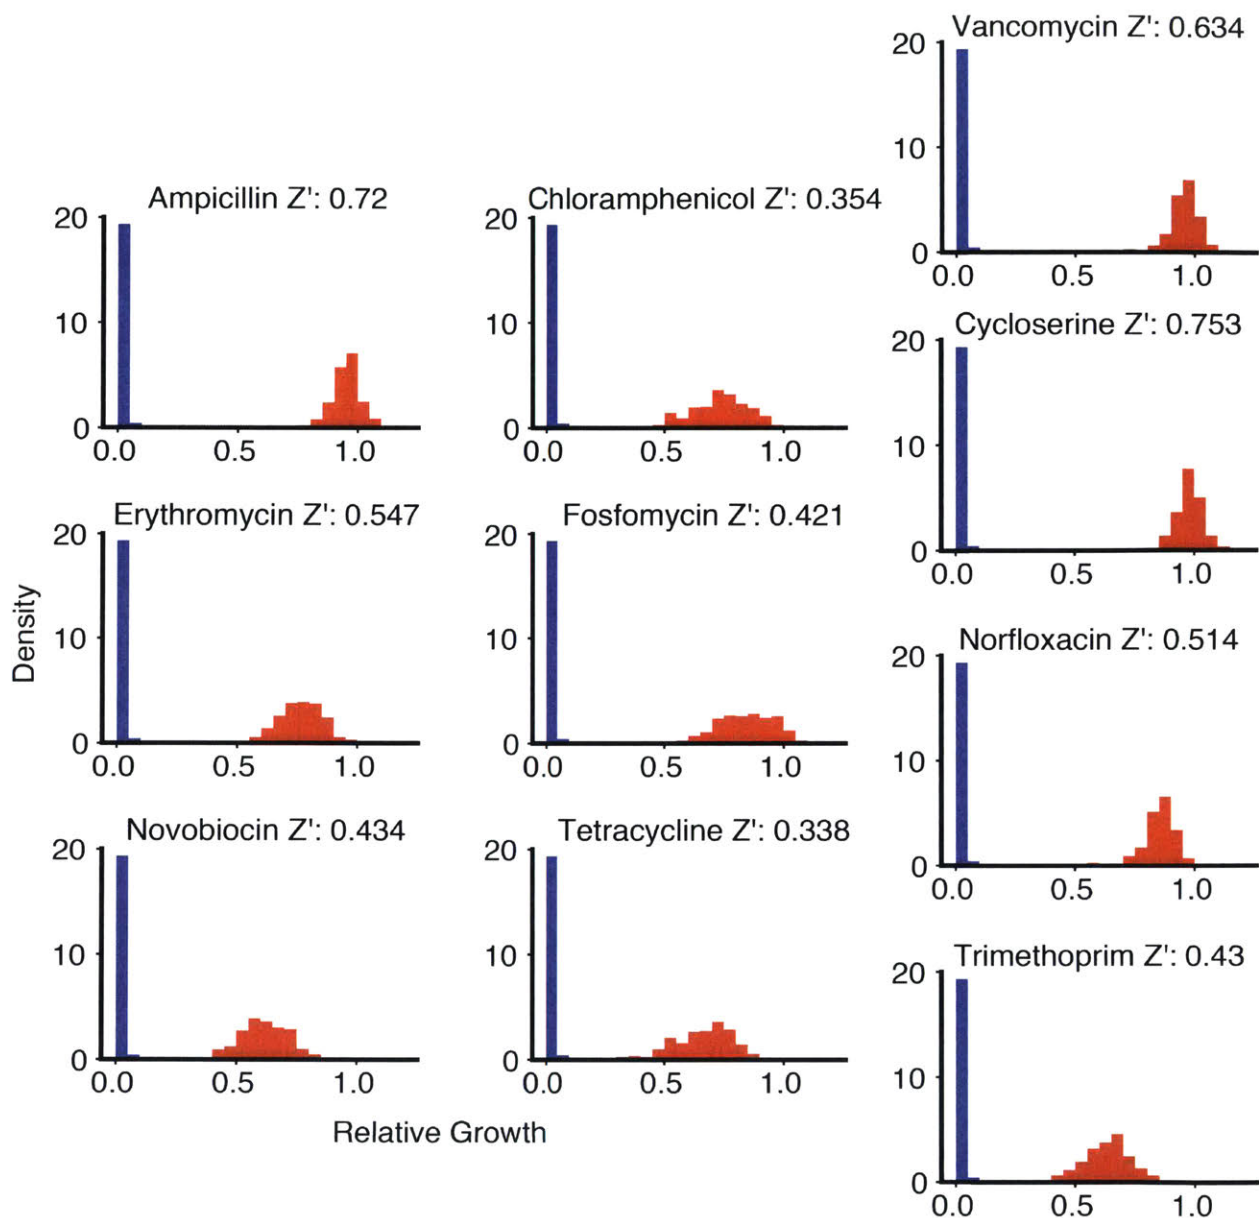 Vancomycin Z': 0.634
20
10
0
0.0 0.5 1.0
Ampicillin Z': 0.72
20
10
0
0.0 0.5 1.0
Chloramphenicol Z': 0.354
20
10
0
0.0 0.5 1.0
Cycloserine Z': 0.753
20
10
0
0.0 0.5 1.0
Erythromycin Z': 0.547
20
10
0
0.0 0.5 1.0
Fosfomycin Z': 0.421
20
10
0
0.0 0.5 1.0
Norfloxacin Z': 0.514
20
10
0
0.0 0.5 1.0
Density
Novobiocin Z': 0.434
20
10
0
0.0 0.5 1.0
Tetracycline Z': 0.338
20
10
0
0.0 0.5 1.0
Trimethoprim Z': 0.43
20
10
0
0.0 0.5 1.0
Relative Growth